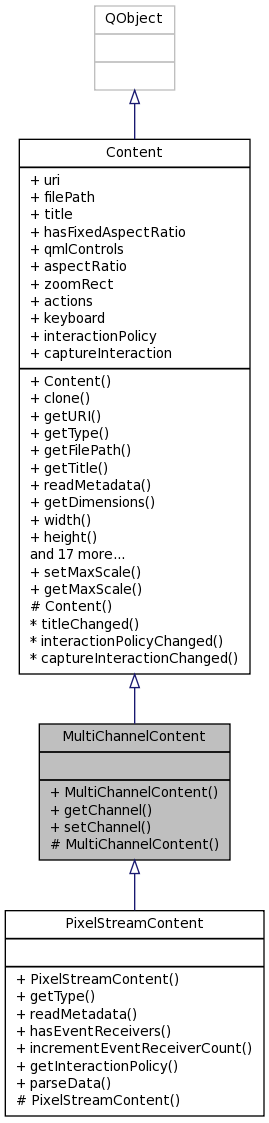 QObject
Content
+ uri
+ filePath
+ title
+ hasFixedAspectRatio
+ qmlControls
+ aspectRatio
+ zoomRect
+ actions
+ keyboard
+ interactionPolicy
+ captureInteraction
+ Content()
+ clone()
+ getURI()
+ getType()
+ getFilePath()
+ getTitle()
+ readMetadata()
+ getDimensions()
+ width()
+ height()
and 17 more...
+ setMaxScale()
+ getMaxScale()
# Content()
* titleChanged()
* interactionPolicyChanged()
* captureInteractionChanged()
MultiChannelContent
+ MultiChannelContent()
+ getChannel()
+ setChannel()
# MultiChannelContent()
PixelStreamContent
+ PixelStreamContent()
+ getType()
+ readMetadata()
+ hasEventReceivers()
+ incrementEventReceiverCount()
+ getInteractionPolicy()
+ parseData()
# PixelStreamContent()